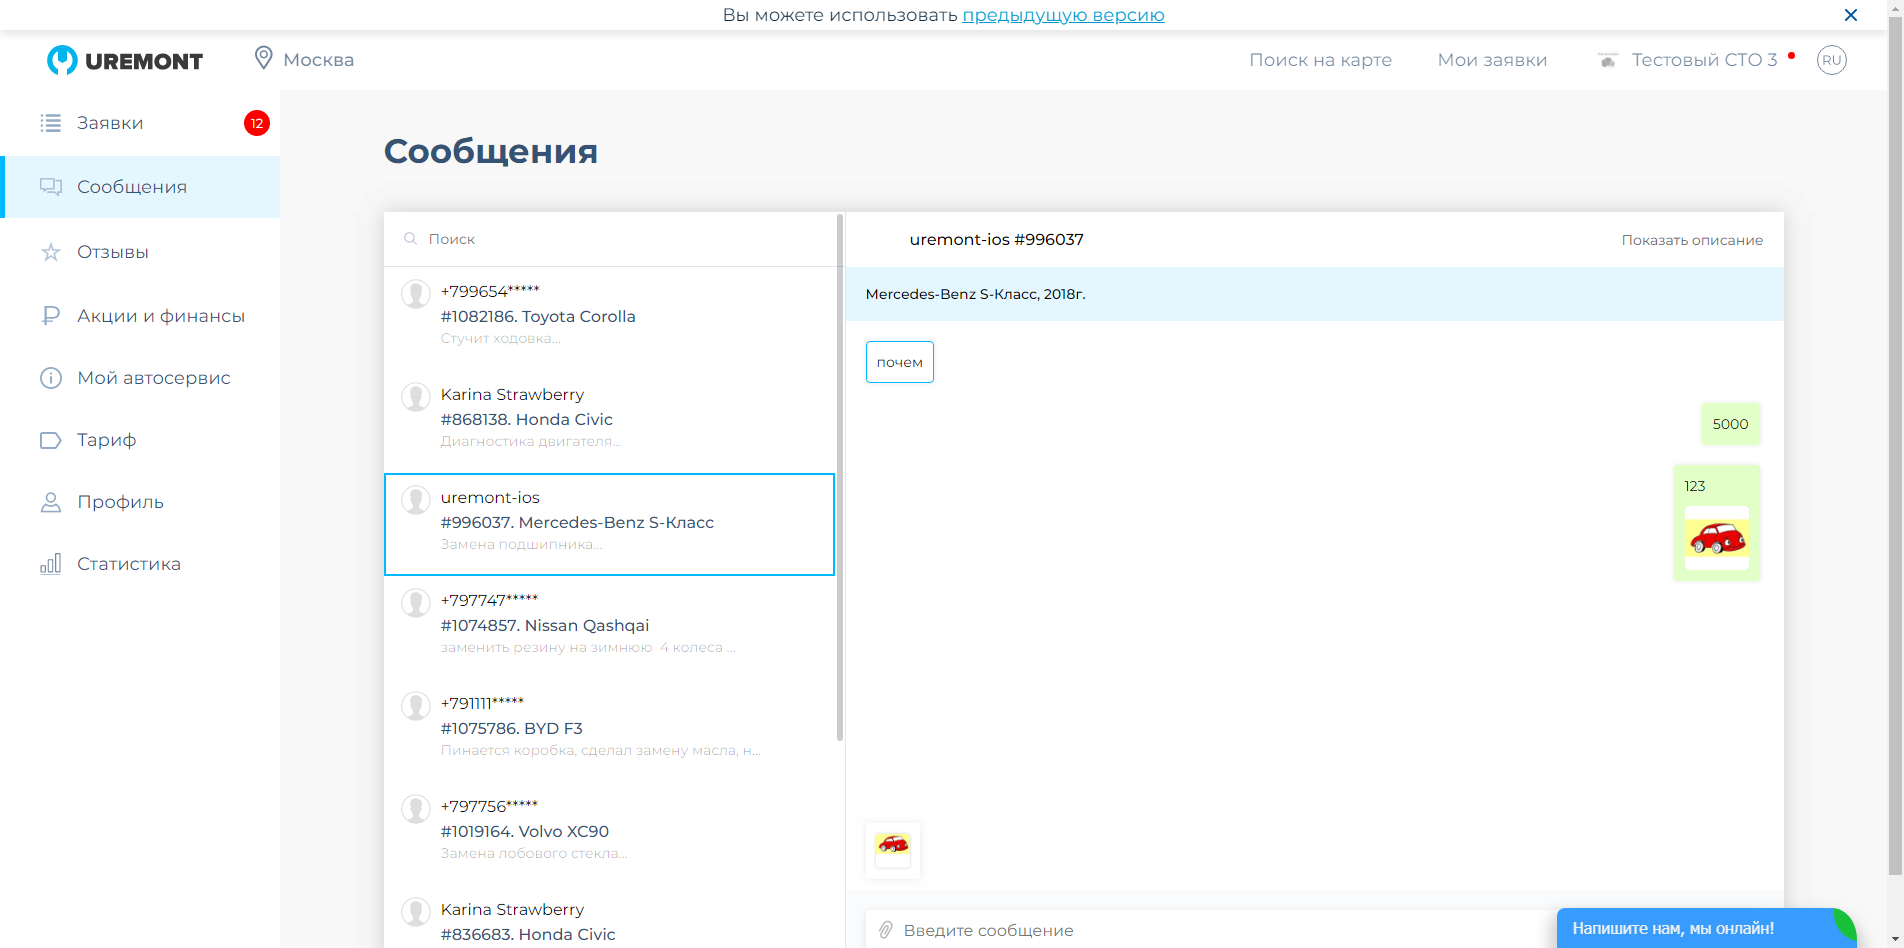 Вы можете использовать предыдущую версию
UREMONT
Москва
Поиск на карте
Мои заявки
Тестовый СТО 3
RU
Заявки
12
Сообщения
Отзывы
Акции и финансы
Мой автосервис
Тариф
Профиль
Статистика
Сообщения
Поиск
+799654*****
#1082186. Toyota Corolla
Стучит ходовка...
Karina Strawberry
#868138. Honda Civic
Диагностика двигателя...
uremont-ios
#996037. Mercedes-Benz S-Класс
Замена подшипника...
+797747*****
#1074857. Nissan Qashqai
заменить резину на зимнюю 4 колеса ...
+791111*****
#1075786. BYD F3
Пинается коробка, сделал замену масла, н...
+797756*****
#1019164. Volvo XC90
Замена лобового стекла...
Karina Strawberry
#836683. Honda Civic
uremont-ios #996037
Показать описание
Mercedes-Benz S-Класс, 2018г.
почем
5000
123
Введите сообщение
Напишите нам, мы онлайн!